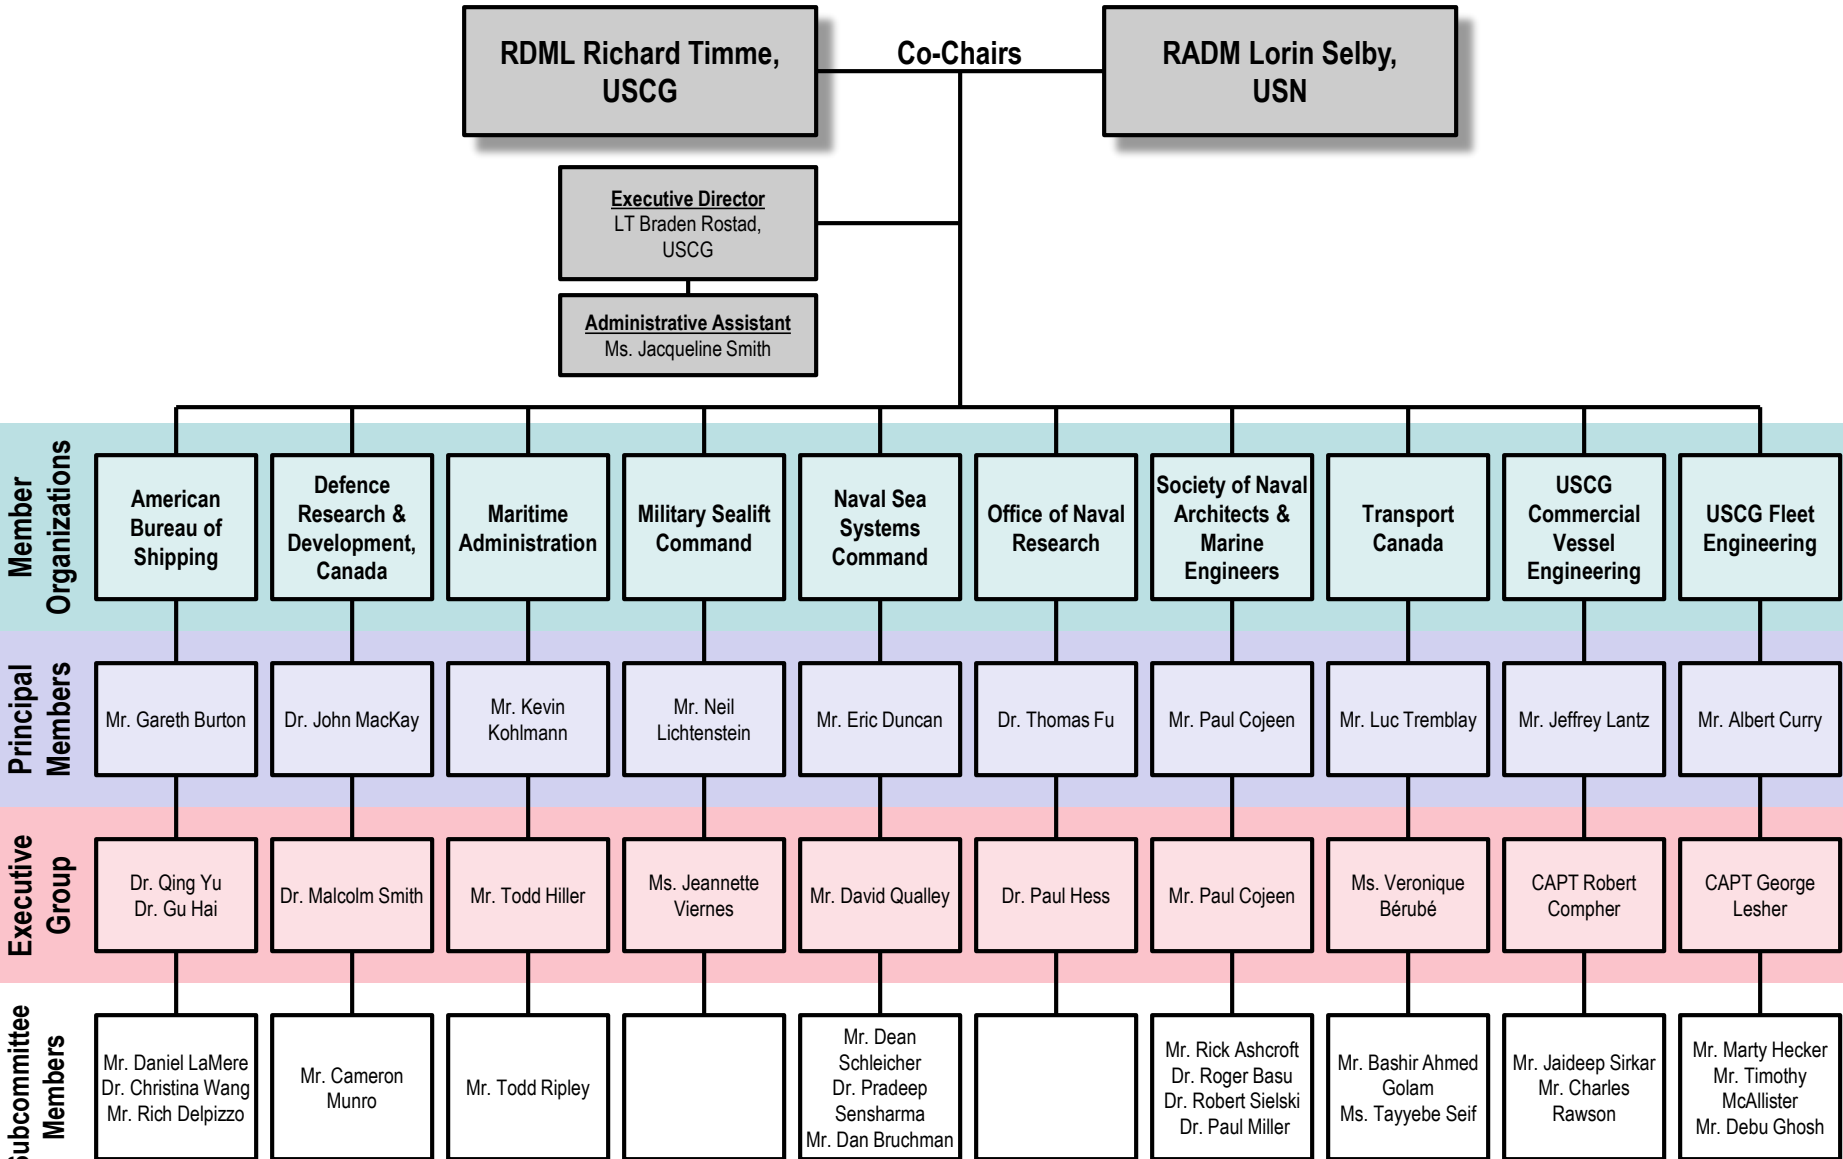 RDML Richard Timme,
USCG
Co-Chairs
RADM Lorin Selby,
USN
Executive Director
LT Braden Rostad,
USCG
Administrative Assistant
Ms. Jacqueline Smith
Member
Organizations
American
Bureau of
Shipping
Defence
Research &
Development,
Canada
Maritime
Administration
Military Sealift
Command
Naval Sea
Systems
Command
Office of Naval
Research
Society of Naval
Architects &
Marine
Engineers
Transport
Canada
USCG
Commercial
Vessel
Engineering
USCG Fleet
Engineering
Principal
Members
Mr. Gareth Burton
Dr. John MacKay
Mr. Kevin
Kohlmann
Mr. Neil
Lichtenstein
Mr. Eric Duncan
Dr. Thomas Fu
Mr. Paul Cojeen
Mr. Luc Tremblay
Mr. Jeffrey Lantz
Mr. Albert Curry
Executive
Group
Dr. Qing Yu
Dr. Gu Hai
Dr. Malcolm Smith
Mr. Todd Hiller
Ms. Jeannette
Viernes
Mr. David Qualley
Dr. Paul Hess
Mr. Paul Cojeen
Ms. Veronique
Bérubé
CAPT Robert
Compher
CAPT George
Lesher
Subcommittee
Members
Mr. Daniel LaMere
Dr. Christina Wang
Mr. Rich Delpizzo
Mr. Cameron
Munro
Mr. Todd Ripley
Mr. Dean
Schleicher
Dr. Pradeep
Sensharma
Mr. Dan Bruchman
Mr. Rick Ashcroft
Dr. Roger Basu
Dr. Robert Sielski
Dr. Paul Miller
Mr. Bashir Ahmed
Golam
Ms. Tayyebe Seif
Mr. Jaideep Sirkar
Mr. Charles
Rawson
Mr. Marty Hecker
Mr. Timothy
McAllister
Mr. Debu Ghosh